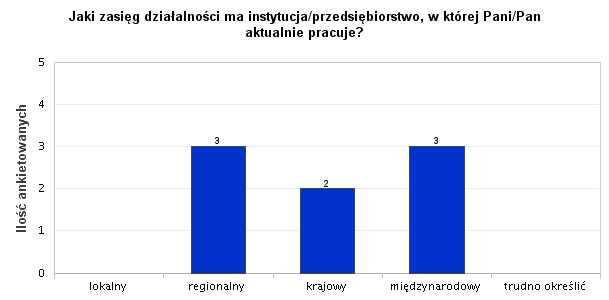 Jaki zasięg działalności ma instytucja/przedsiębiorstwo, w której Pani/Pan
aktualnie pracuje?
Ilość ankietowanych
5
4
3
2
1
0
3
2
3
lokalny
regionalny
krajowy
międzynarodowy
trudno określić